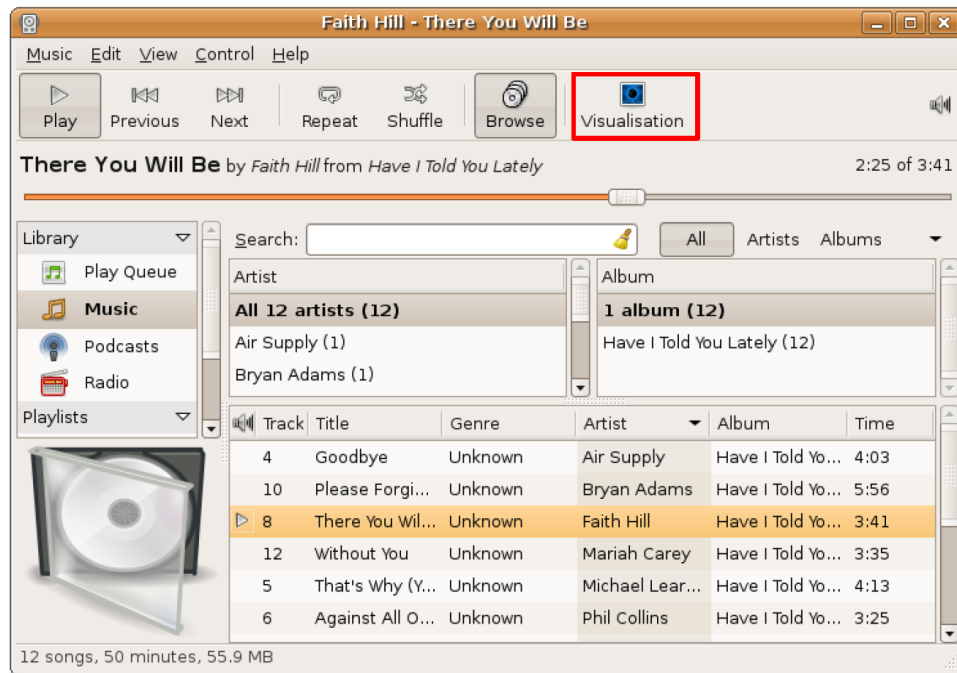 Faith Hill - There You Will Be
Music Edit View Control Help
Play Previous Next Repeat Shuffle Browse Visualisation
There You Will Be by Faith Hill from Have I Told You Lately 2:25 of 3:41
Library Search: All Artists Albums
Play Queue Artist Album
Music All 12 artists (12) 1 album (12)
Podcasts Air Supply (1) Have I Told You Lately (12)
Radio Bryan Adams (1)
Playlists Track Title Genre Artist Album Time
4 Goodbye Unknown Air Supply Have I Told Yo... 4:03
10 Please Forgi... Unknown Bryan Adams Have I Told Yo... 5:56
8 There You Wil... Unknown Faith Hill Have I Told Yo... 3:41
12 Without You Unknown Mariah Carey Have I Told Yo... 3:35
5 That's Why (Y... Unknown Michael Lear... Have I Told Yo... 4:13
6 Against All O... Unknown Phil Collins Have I Told Yo... 3:25
12 songs, 50 minutes, 55.9 MB